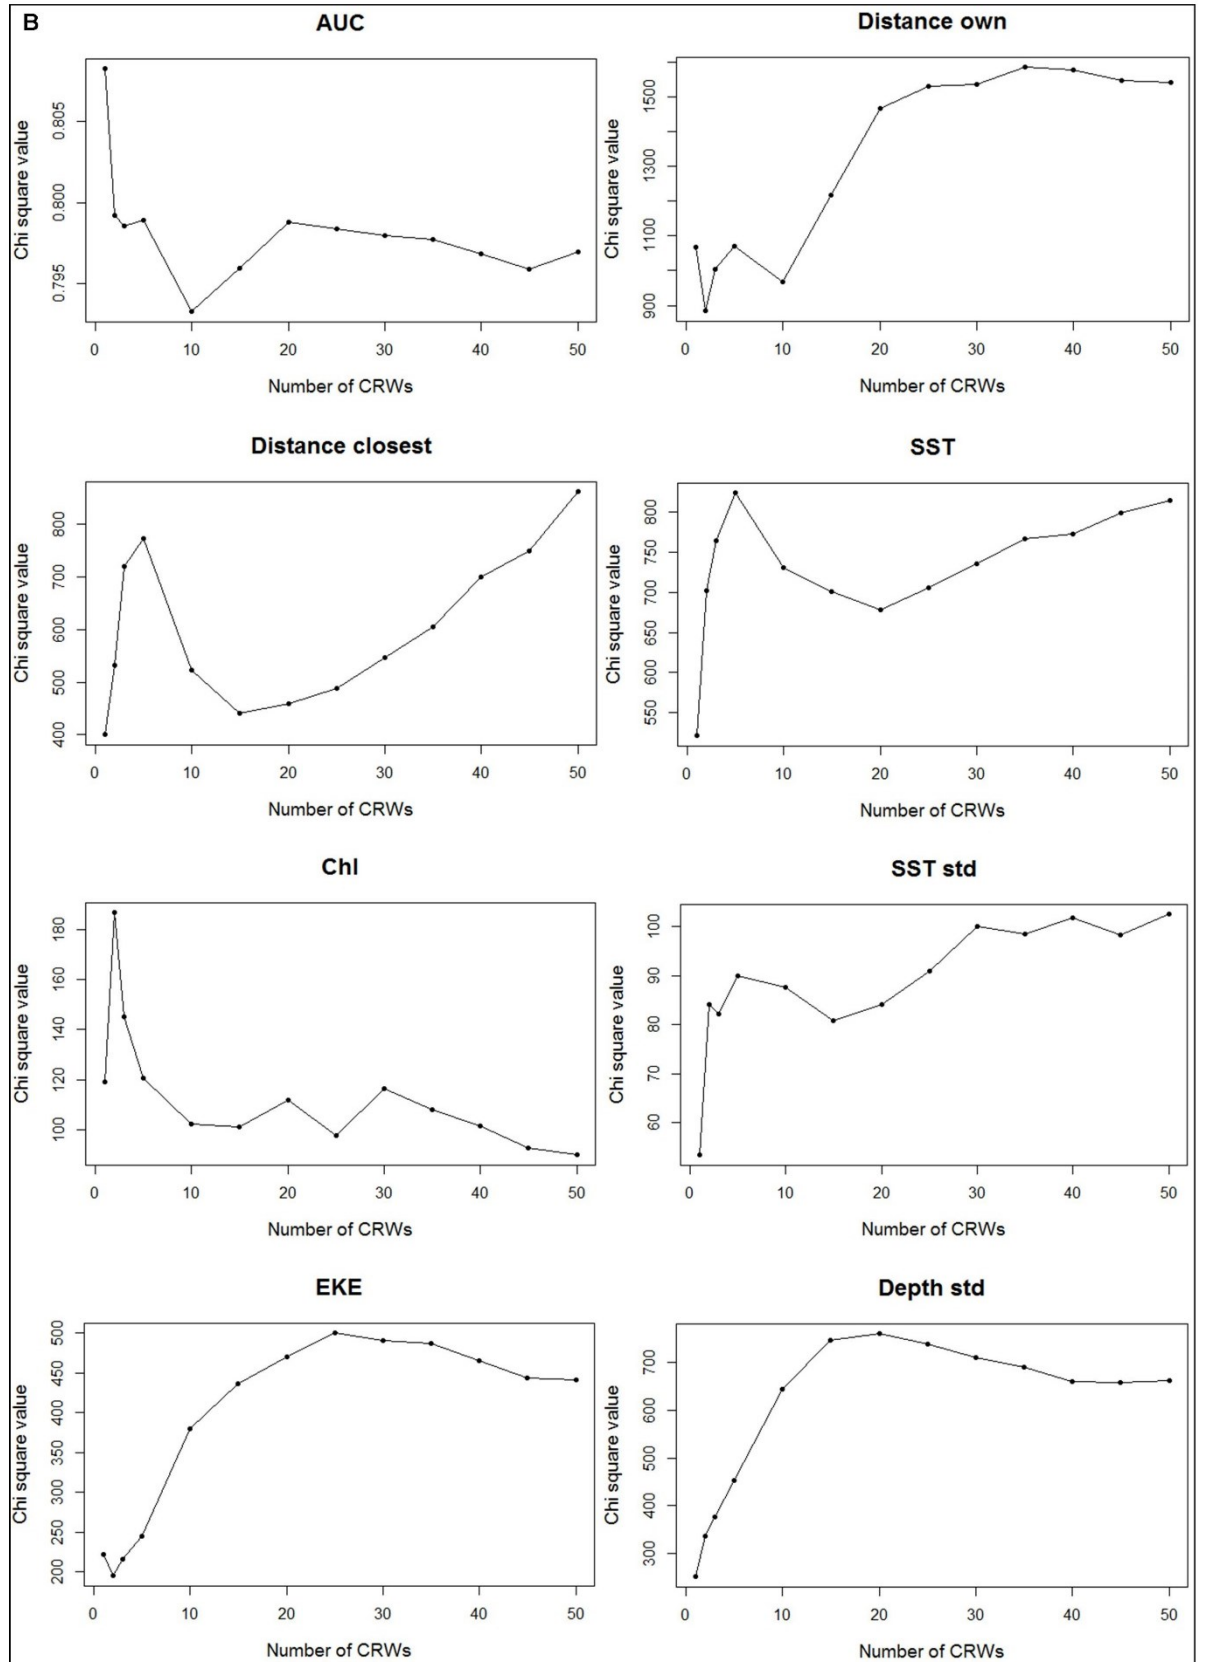 B
AUC
Chi square value
0.805
0.800
0.795
0 10 20 30 40 50
Number of CRWs
Distance own
Chi square value
1500
1300
1100
900
0 10 20 30 40 50
Number of CRWs
Distance closest
Chi square value
800
700
600
500
400
0 10 20 30 40 50
Number of CRWs
SST
Chi square value
800
750
700
650
600
550
0 10 20 30 40 50
Number of CRWs
Chl
Chi square value
180
160
140
120
100
0 10 20 30 40 50
Number of CRWs
SST std
Chi square value
100
90
80
70
60
0 10 20 30 40 50
Number of CRWs
EKE
Chi square value
500
450
400
350
300
250
200
0 10 20 30 40 50
Number of CRWs
Depth std
Chi square value
700
600
500
400
300
0 10 20 30 40 50
Number of CRWs